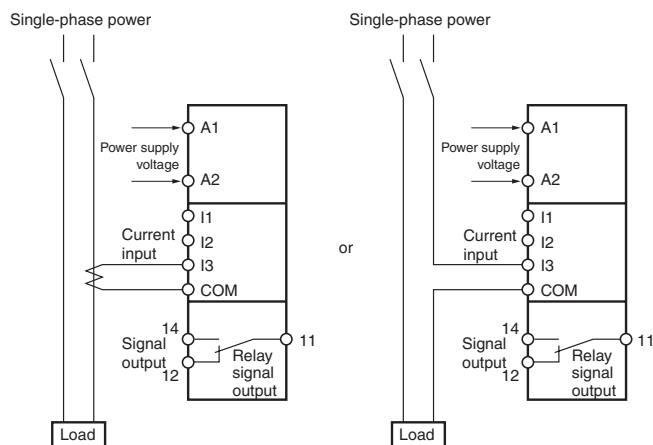 Single-phase power
A1
Power supply
voltage
A2
I1
I2
Current
input
I3
COM
14
Signal
output
12
Relay
signal
output
11
Load
or
Single-phase power
A1
Power supply
voltage
A2
I1
I2
Current
input
I3
COM
14
Signal
output
12
Relay
signal
output
11
Load